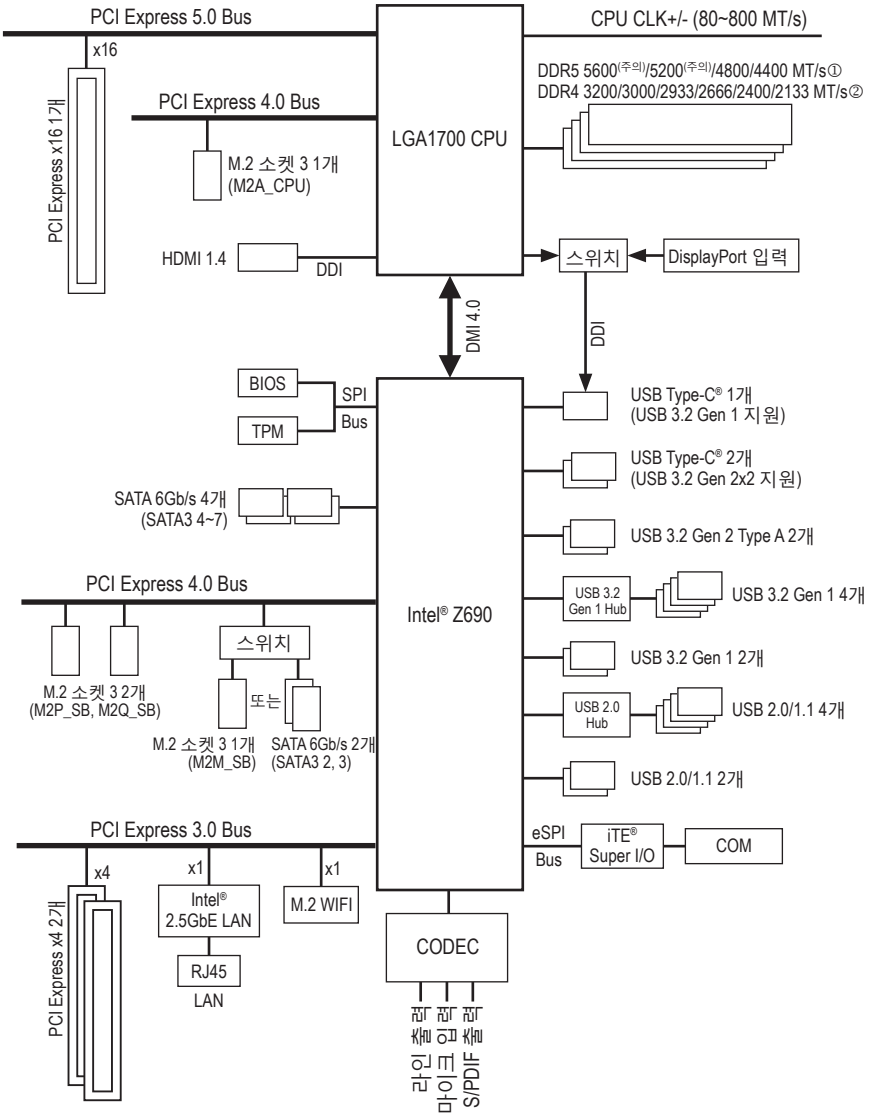 PCI Express 5.0 Bus
CPU CLK+/- (80~800 MT/s)
x16
DDR5 5600(주의)/5200(주의)/4800/4400 MT/s①
DDR4 3200/3000/2933/2666/2400/2133 MT/s②
PCI Express x16 1개
PCI Express 4.0 Bus
LGA1700 CPU
M.2 소켓 3 1개
(M2A_CPU)
HDMI 1.4
DDI
스위치
DisplayPort 입력
DMI 4.0
DDI
BIOS
SPI
Bus
TPM
USB Type-C® 1개
(USB 3.2 Gen 1 지원)
USB Type-C® 2개
(USB 3.2 Gen 2x2 지원)
SATA 6Gb/s 4개
(SATA3 4~7)
USB 3.2 Gen 2 Type A 2개
PCI Express 4.0 Bus
Intel® Z690
USB 3.2
Gen 1 Hub
USB 3.2 Gen 1 4개
스위치
USB 3.2 Gen 1 2개
M.2 소켓 3 2개
(M2P_SB, M2Q_SB)
또는
USB 2.0
Hub
USB 2.0/1.1 4개
M.2 소켓 3 1개
(M2M_SB)
SATA 6Gb/s 2개
(SATA3 2, 3)
USB 2.0/1.1 2개
PCI Express 3.0 Bus
eSPI
Bus
iTE®
Super I/O
COM
x4
x1
x1
PCI Express x4 2개
Intel®
2.5GbE LAN
M.2 WIFI
RJ45
LAN
CODEC
라인 출력
마이크 입력
S/PDIF 출력